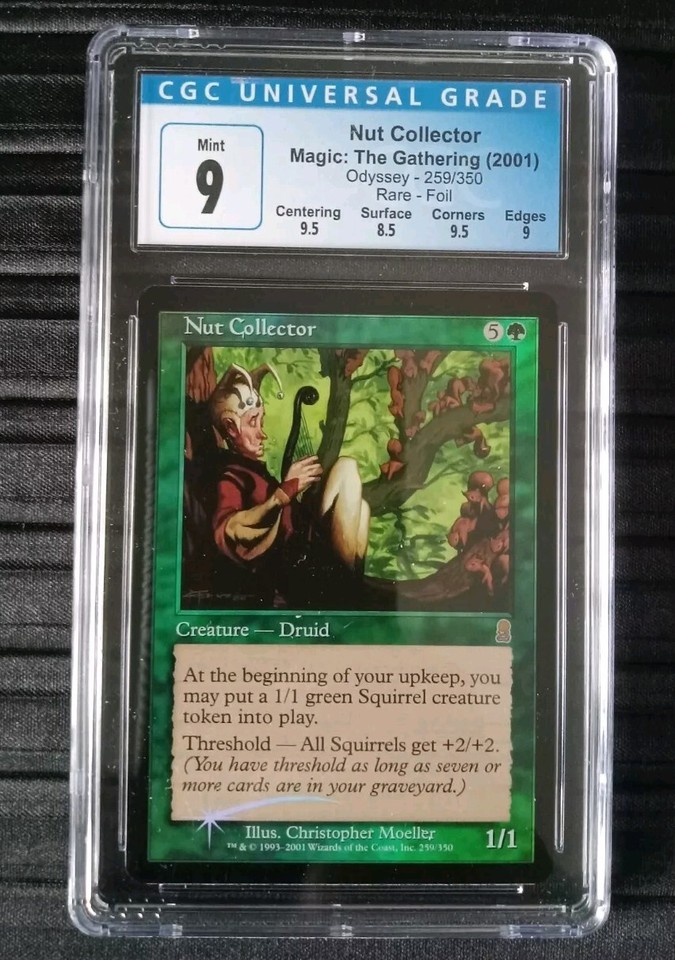 CGC UNIVERSAL GRADE
Mint
9
Nut Collector
Magic: The Gathering (2001)
Odyssey - 259/350
Rare - Foil
Centering Surface Corners Edges
9.5 8.5 9.5 9
Nut Collector 5
Creature — Druid
At the beginning of your upkeep, you
may put a 1/1 green Squirrel creature
token into play.
Threshold — All Squirrels get +2/+2.
(You have threshold as long as seven or
more cards are in your graveyard.)
Illus. Christopher Moeller
™ & © 1993-2001 Wizards of the Coast, Inc. 259/350
1/1